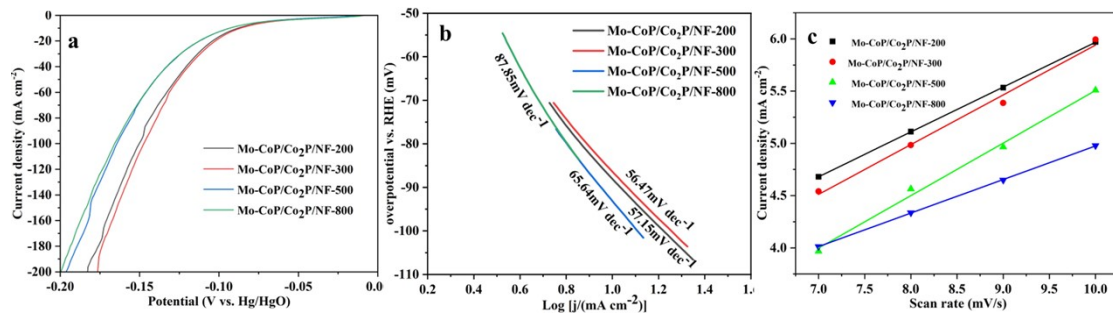 a
0
-20
-40
-60
-80
-100
-120
-140
-160
-180
-200
Current density (mA cm⁻²)
Mo-CoP/Co₂P/NF-200
Mo-CoP/Co₂P/NF-300
Mo-CoP/Co₂P/NF-500
Mo-CoP/Co₂P/NF-800
-0.20 -0.15 -0.10 -0.05 0.0
Potential (V vs. Hg/HgO)
b
-50
-60
-70
-80
-90
-100
-110
overpotential vs. RHE (mV)
Mo-CoP/Co₂P/NF-200
Mo-CoP/Co₂P/NF-300
Mo-CoP/Co₂P/NF-500
Mo-CoP/Co₂P/NF-800
87.85mV dec⁻¹
65.64mV dec⁻¹
56.47mV dec⁻¹
57.15mV dec⁻¹
0.2 0.4 0.6 0.8 1.0 1.2 1.4 1.6
Log [j/(mA cm⁻²)]
c
6.0
5.5
5.0
4.5
4.0
Current density (mA cm⁻²)
Mo-CoP/Co₂P/NF-200
Mo-CoP/Co₂P/NF-300
Mo-CoP/Co₂P/NF-500
Mo-CoP/Co₂P/NF-800
7.0 7.5 8.0 8.5 9.0 9.5 10.0
Scan rate (mV/s)